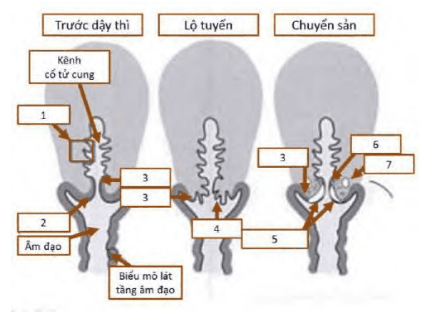 Trước dậy thì
Lộ tuyến
Chuyển sản
Kênh
cổ tử cung
1
6
3
7
3
3
2
4
5
Âm đạo
Biểu mô lát
tầng âm đạo